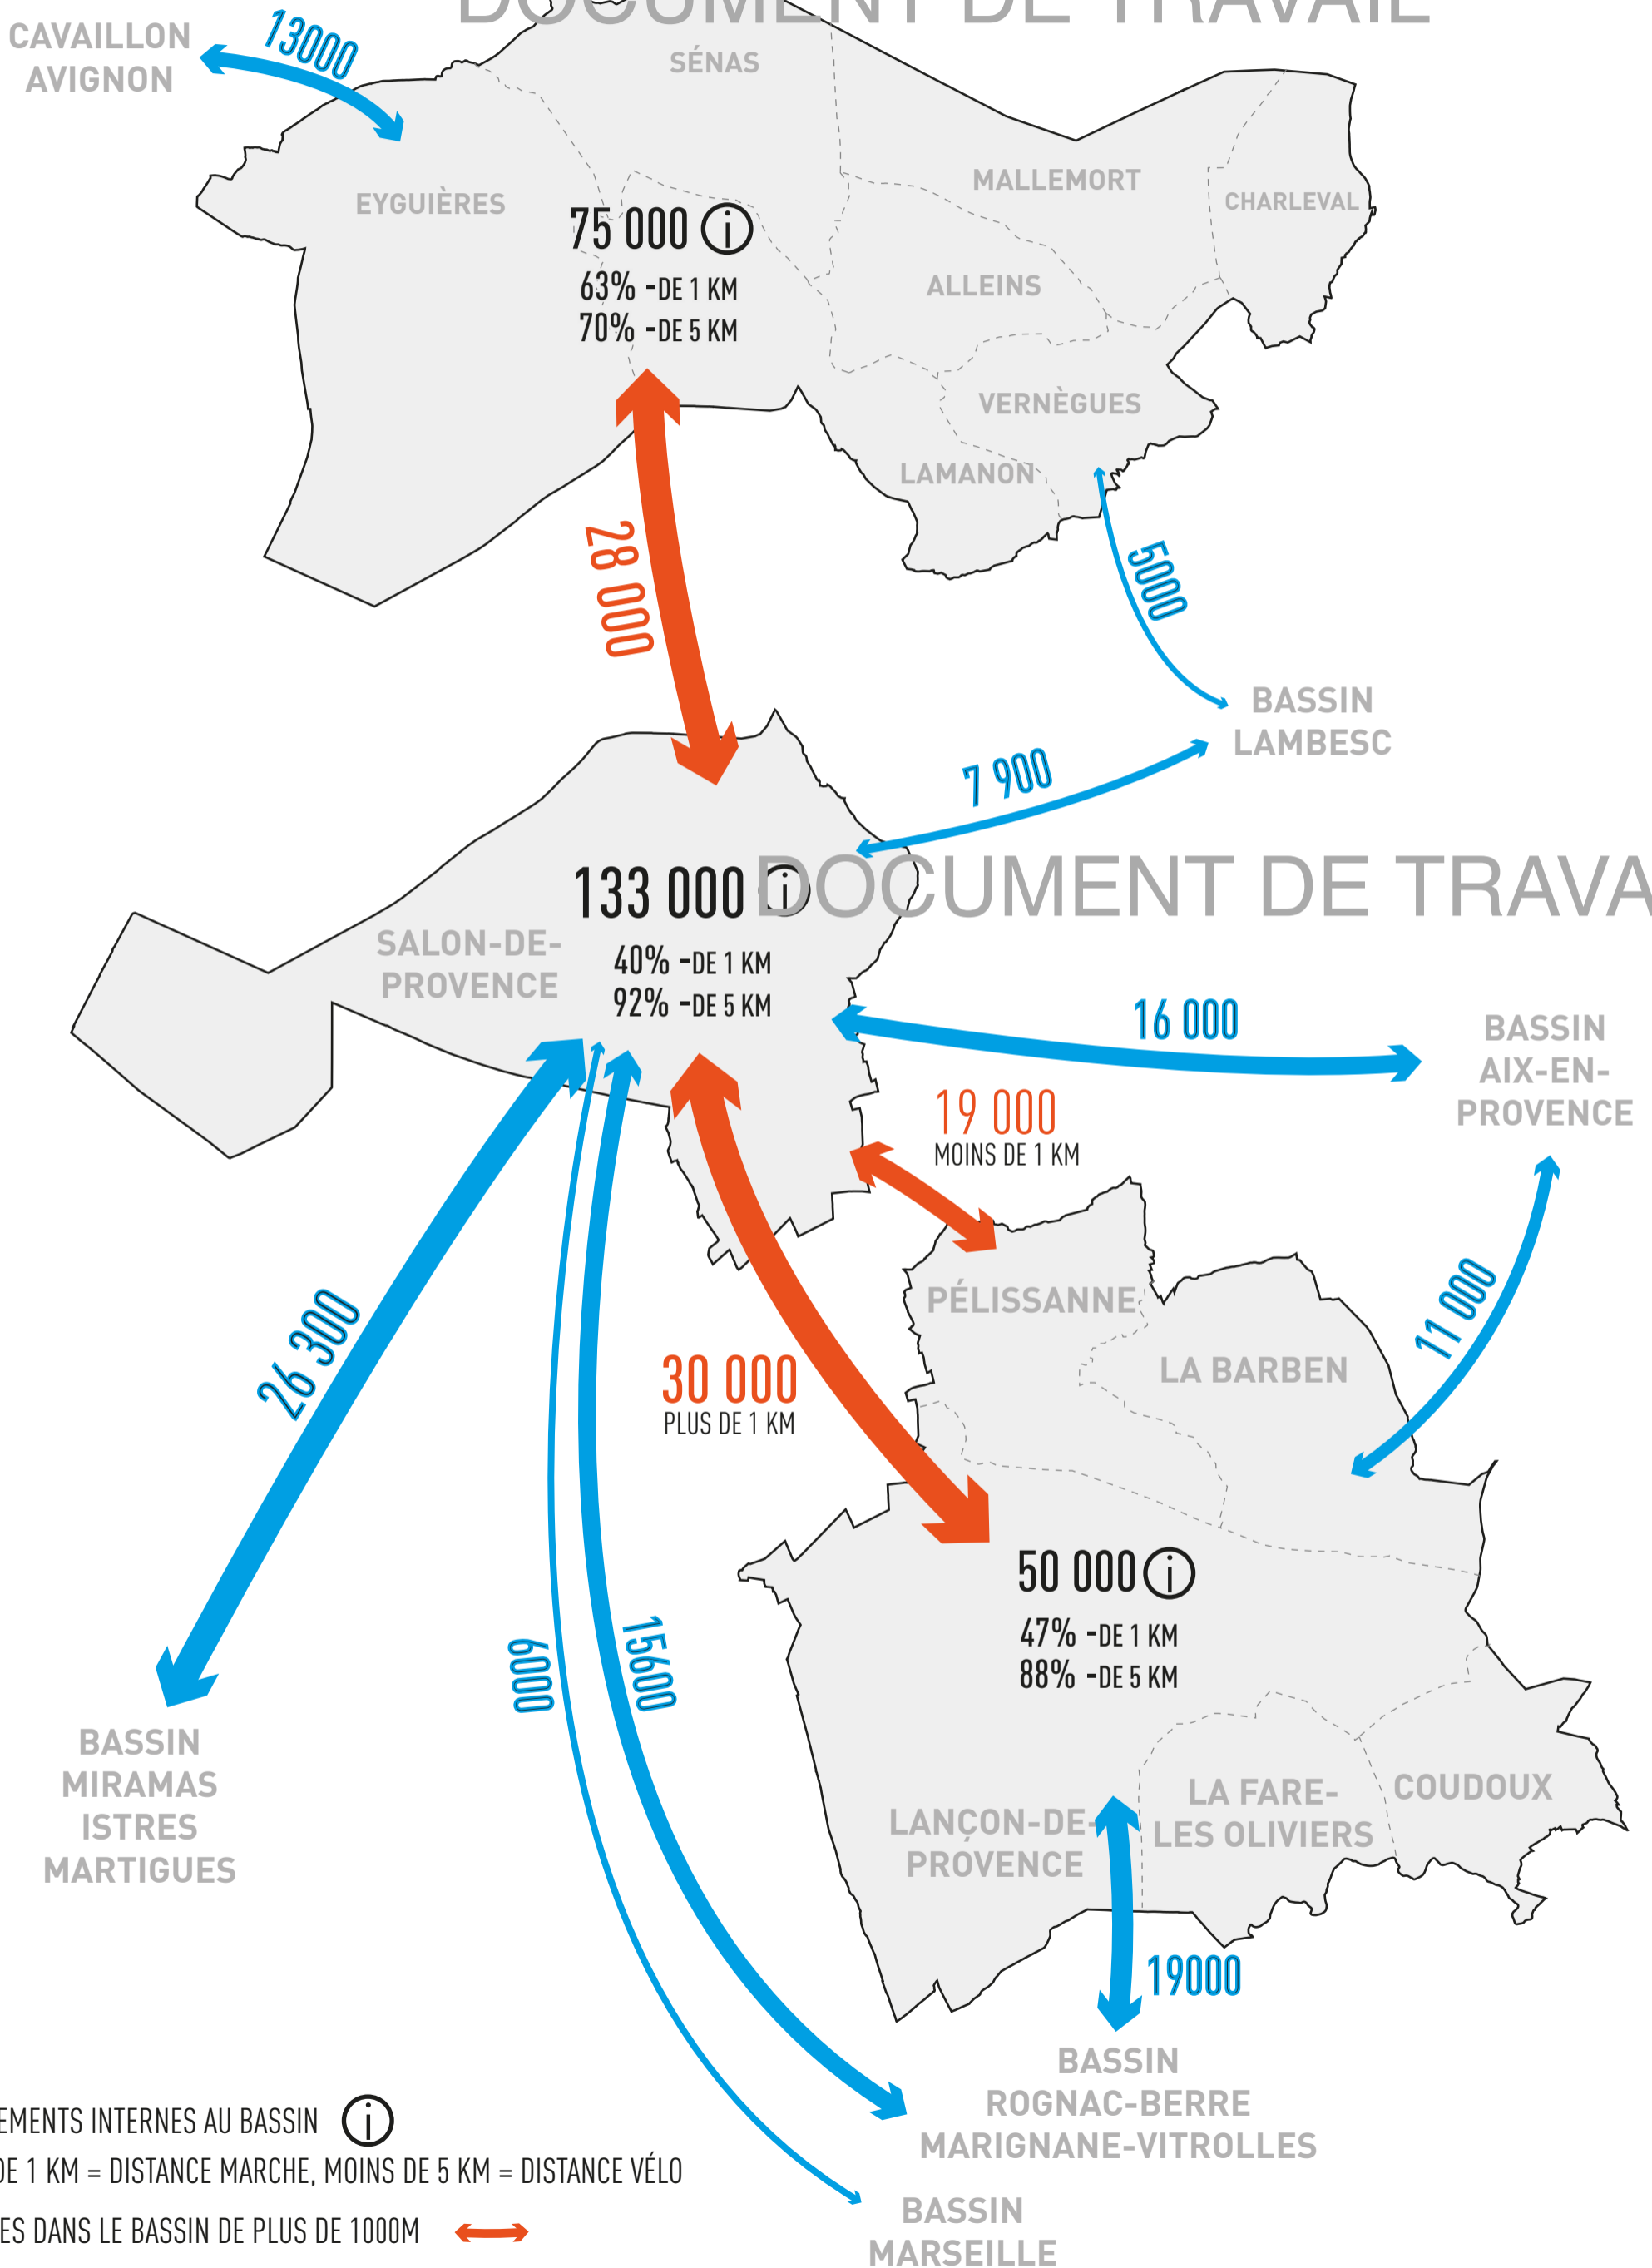 DOCUMENT DE TRAVAIL
CAVAILLON
AVIGNON
13000
SÉNAS
MALLEMORT
CHARLEVAL
EYGUIÈRES
75 000 i
63% -DE 1 KM
70% -DE 5 KM
ALLEINS
VERNÈGUES
LAMANON
28 000
5000
BASSIN
LAMBESC
7 900
133 000 i
DOCUMENT DE TRAVA
SALON-DE-
PROVENCE
40% -DE 1 KM
92% -DE 5 KM
16 000
BASSIN
AIX-EN-
PROVENCE
19 000
MOINS DE 1 KM
PÉLISSANNE
LA BARBEN
11 000
26 300
30 000
PLUS DE 1 KM
50 000 i
47% -DE 1 KM
88% -DE 5 KM
6000
15600
BASSIN
MIRAMAS
ISTRES
MARTIGUES
LANÇON-DE-
PROVENCE
LA FARE-
LES OLIVIERS
COUDOUX
19000
BASSIN
ROGNAC-BERRE
MARIGNANE-VITROLLES
BASSIN
MARSEILLE
EMENTS INTERNES AU BASSIN i
DE 1 KM = DISTANCE MARCHE, MOINS DE 5 KM = DISTANCE VÉLO
ES DANS LE BASSIN DE PLUS DE 1000M